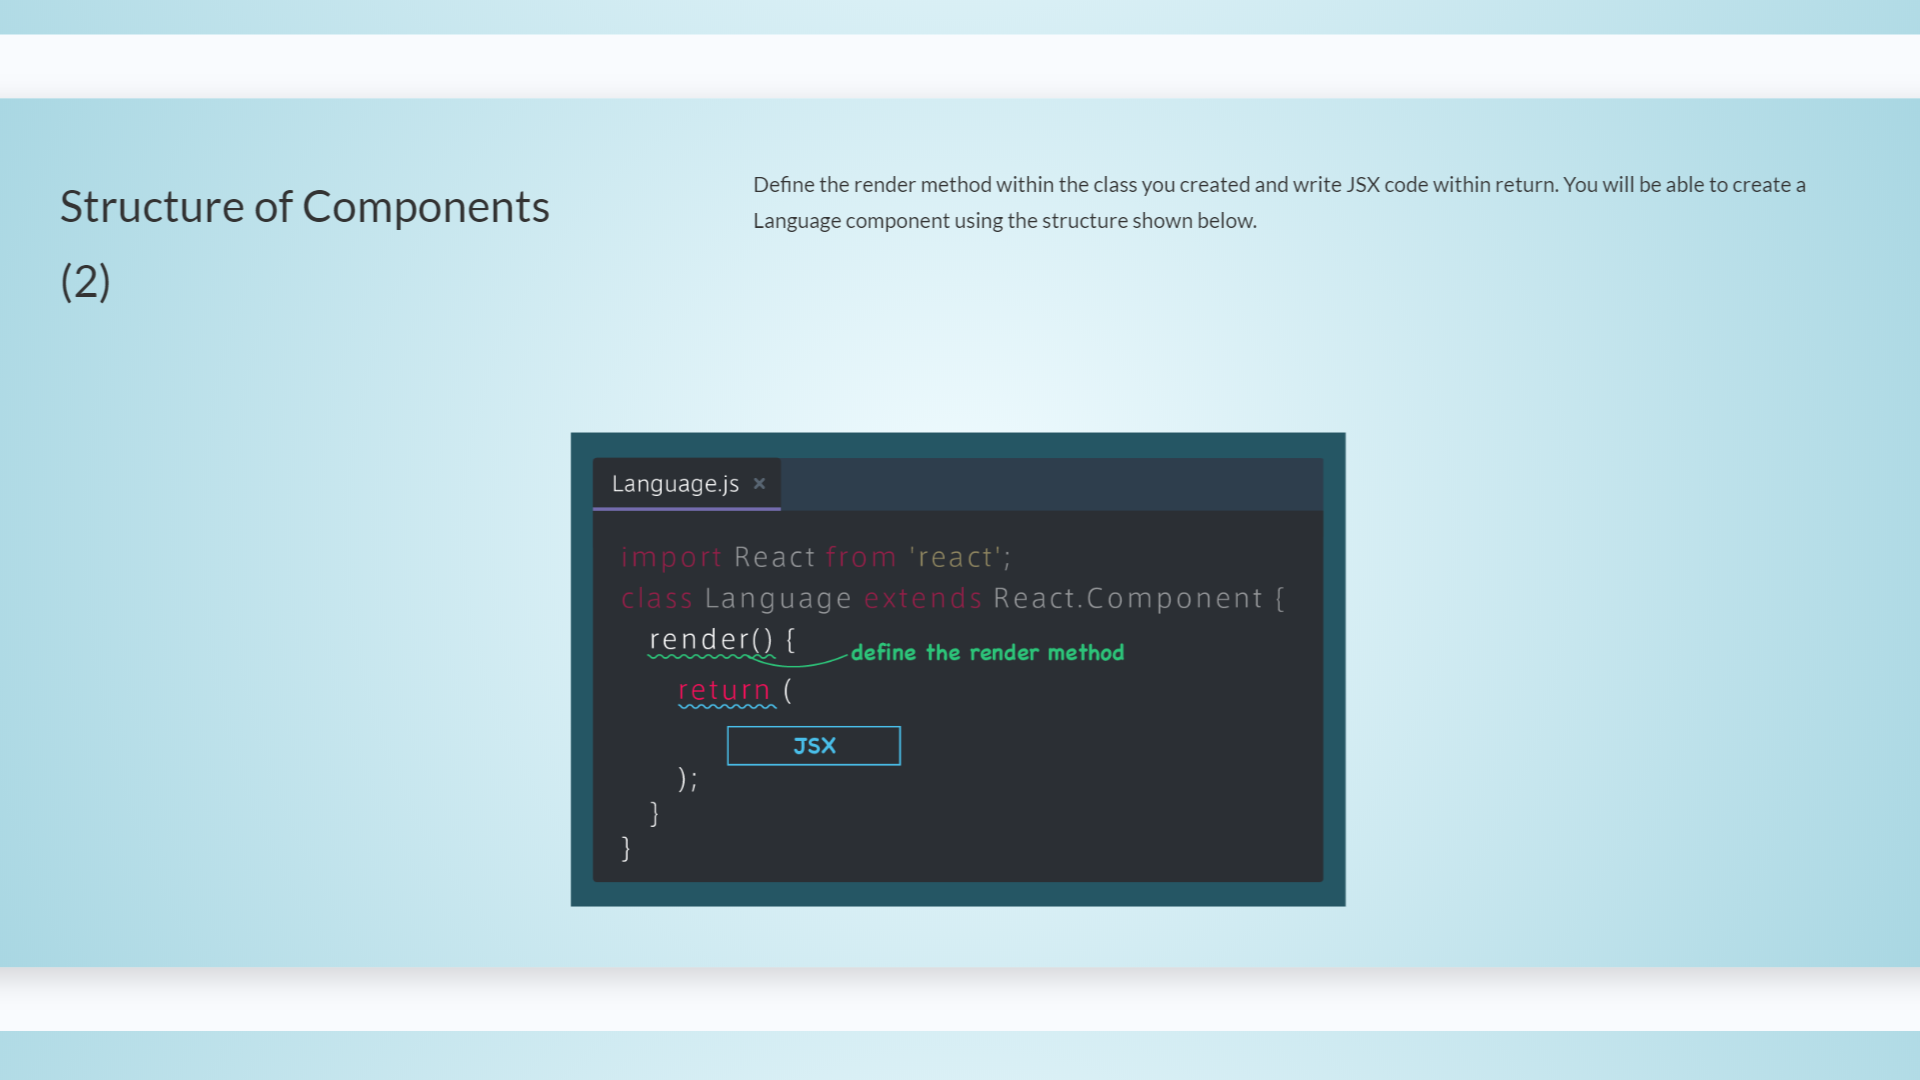 Structure of Components
(2)
Define the render method within the class you created and write JSX code within return. You will be able to create a
Language component using the structure shown below.
Language.js ×
import React from 'react';
class Language extends React.Component {
render() {
define the render method
return (
JSX
);
}
}